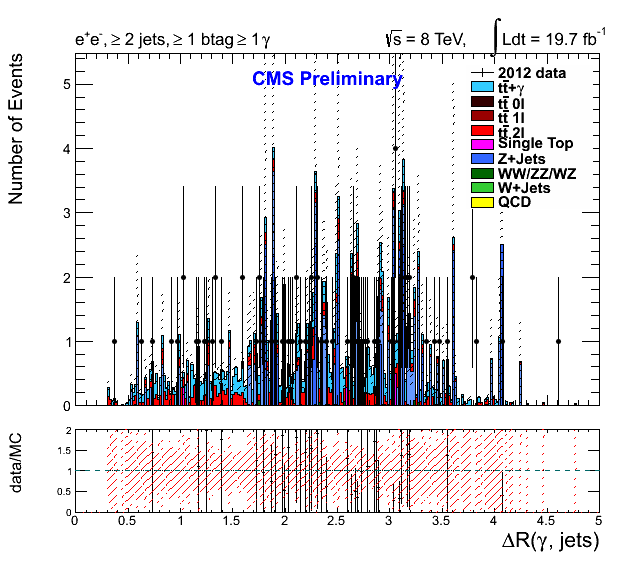 e⁺e⁻, ≥ 2 jets, ≥ 1 btag ≥ 1 γ
√s = 8 TeV, ∫ Ldt = 19.7 fb⁻¹
CMS Preliminary
Number of Events
5
4
3
2
1
0
2012 data
tt̄+γ
tt̄ 0l
tt̄ 1l
tt̄ 2l
Single Top
Z+Jets
WW/ZZ/WZ
W+Jets
QCD
data/MC
2
1.5
1
0.5
0
0 0.5 1 1.5 2 2.5 3 3.5 4 4.5 5
ΔR(γ, jets)